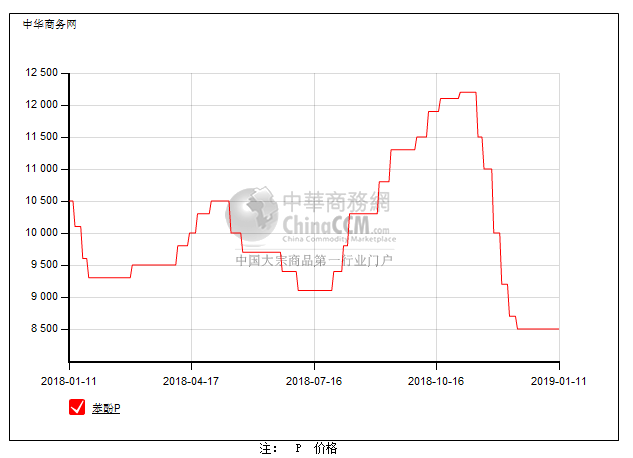 中华商务网
12 500
12 000
11 500
11 000
10 500
10 000
9 500
9 000
8 500
中華商務網
ChinaCCM.com
China Commodity Marketplace
中国大宗商品第一行业门户
2018-01-11 2018-04-17 2018-07-16 2018-10-16 2019-01-11
苯酚P
注： P 价格